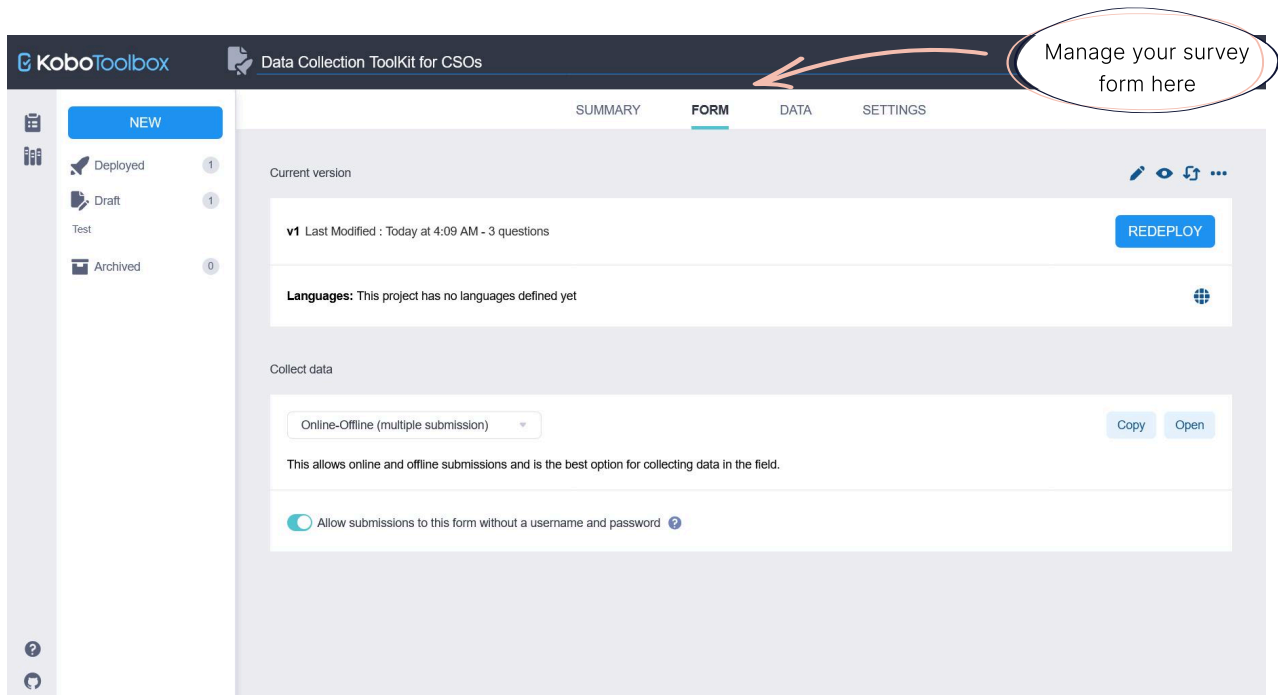 Manage your survey
form here
KoboToolbox
Data Collection ToolKit for CSOs
SUMMARY FORM DATA SETTINGS
NEW
Deployed 1
Draft 1
Test
Archived 0
Current version
v1 Last Modified : Today at 4:09 AM - 3 questions
REDEPLOY
Languages: This project has no languages defined yet
Collect data
Online-Offline (multiple submission)
Copy Open
This allows online and offline submissions and is the best option for collecting data in the field.
Allow submissions to this form without a username and password ?
?